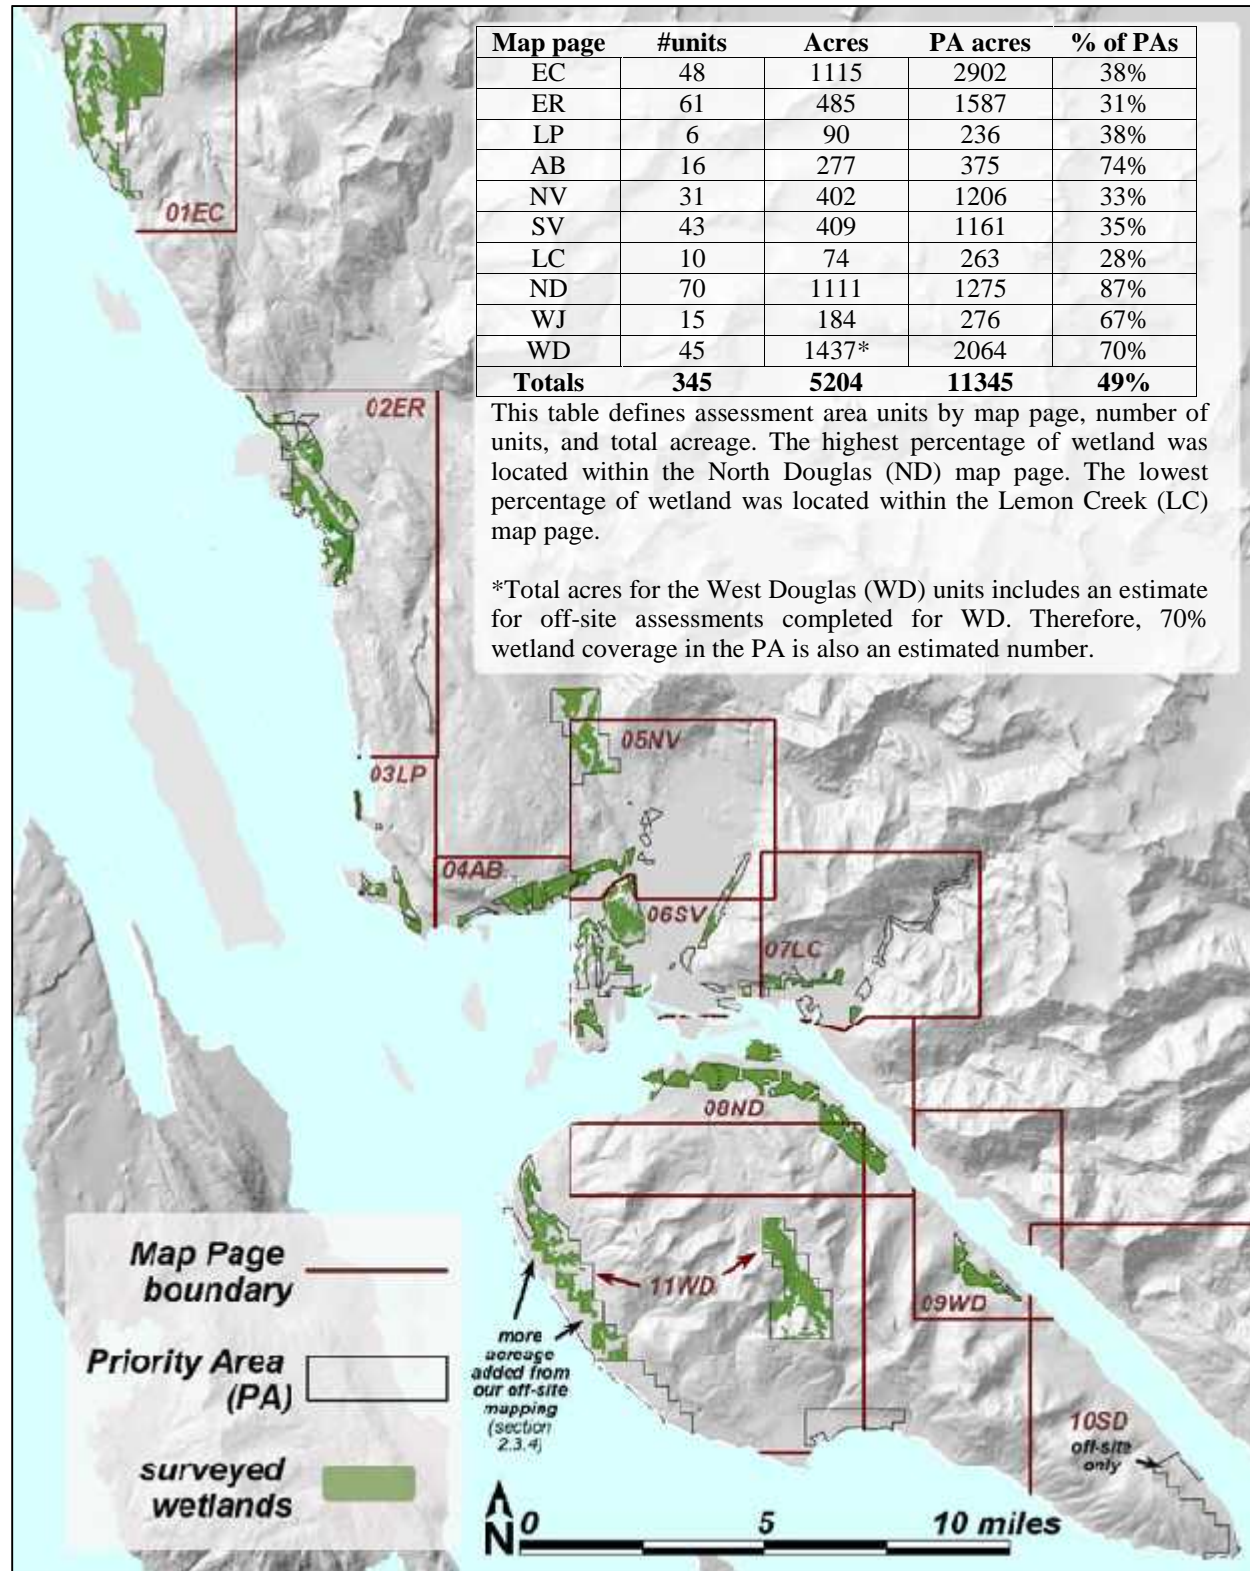 Map page #units Acres PA acres % of PAs
EC 48 1115 2902 38%
ER 61 485 1587 31%
LP 6 90 236 38%
AB 16 277 375 74%
NV 31 402 1206 33%
SV 43 409 1161 35%
LC 10 74 263 28%
ND 70 1111 1275 87%
WJ 15 184 276 67%
WD 45 1437* 2064 70%
Totals 345 5204 11345 49%
This table defines assessment area units by map page, number of
units, and total acreage. The highest percentage of wetland was
located within the North Douglas (ND) map page. The lowest
percentage of wetland was located within the Lemon Creek (LC)
map page.
*Total acres for the West Douglas (WD) units includes an estimate
for off-site assessments completed for WD. Therefore, 70%
wetland coverage in the PA is also an estimated number.
01EC
02ER
03LP
04AB
05NV
06SV
07LC
08ND
09WD
11WD
10SD
off-site
only
more
acreage
added from
our off-site
mapping
(section
2.3.4)
Map Page
boundary
Priority Area
(PA)
surveyed
wetlands
N
0 5 10 miles